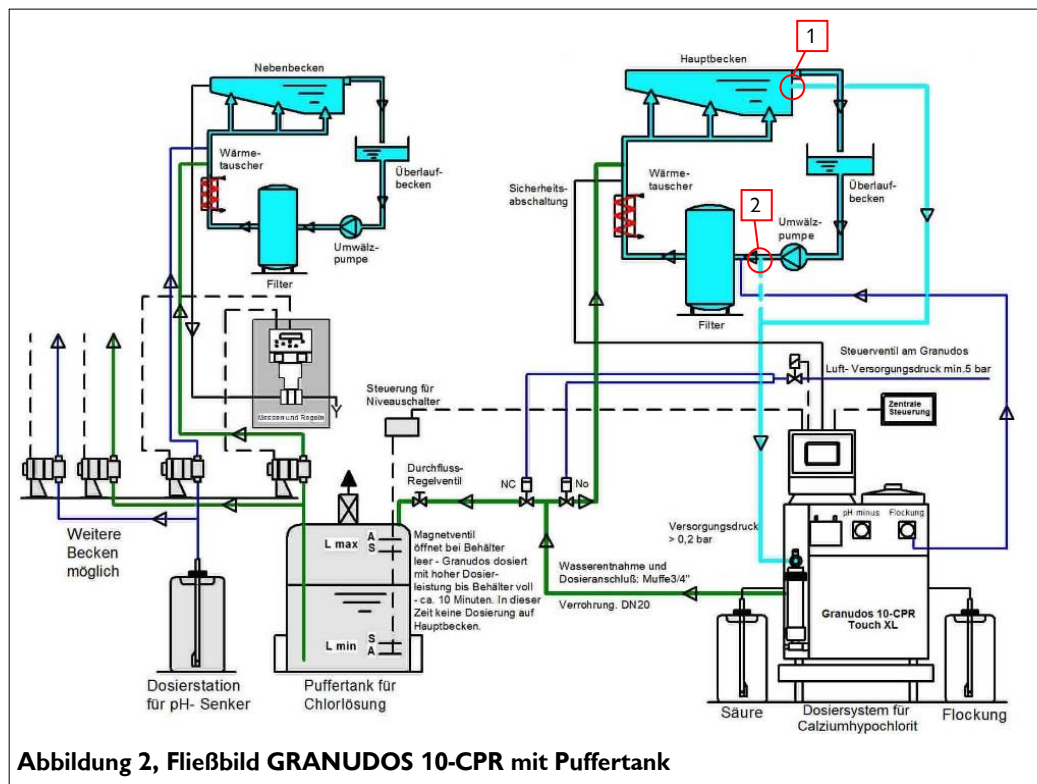 1
Nebenbecken
Hauptbecken
Wärme-
tauscher
Überlauf-
becken
Umwälz-
pumpe
Filter
Sicherheits-
abschaltung
Wärme-
tauscher
2
Überlauf-
becken
Umwälz-
pumpe
Filter
Messen und Regeln
Steuerung für
Niveauschalter
Steuerventil am Granudos
Luft- Versorgungsdruck min.5 bar
Zentrale
Steuerung
Durchfluss-
Regelventil
NC
No
pH minus
Flockung
Weitere
Becken
möglich
L max
A
S
Magnetventil
öffnet bei Behälter
leer - Granudos dosiert
mit hoher Dosier-
leistung bis Behälter voll
- ca. 10 Minuten. In dieser
Zeit keine Dosierung auf
Hauptbecken.
L min
S
A
Versorgungsdruck
> 0,2 bar
Wasserentnahme und
Dosieranschluß: Muffe3/4"
Verrohrung. DN20
Granudos 10-CPR
Touch XL
Dosierstation
für pH- Senker
Puffertank für
Chlorlösung
Säure
Dosiersystem für
Calziumhypochlorit
Flockung
Abbildung 2, Fließbild GRANUDOS 10-CPR mit Puffertank